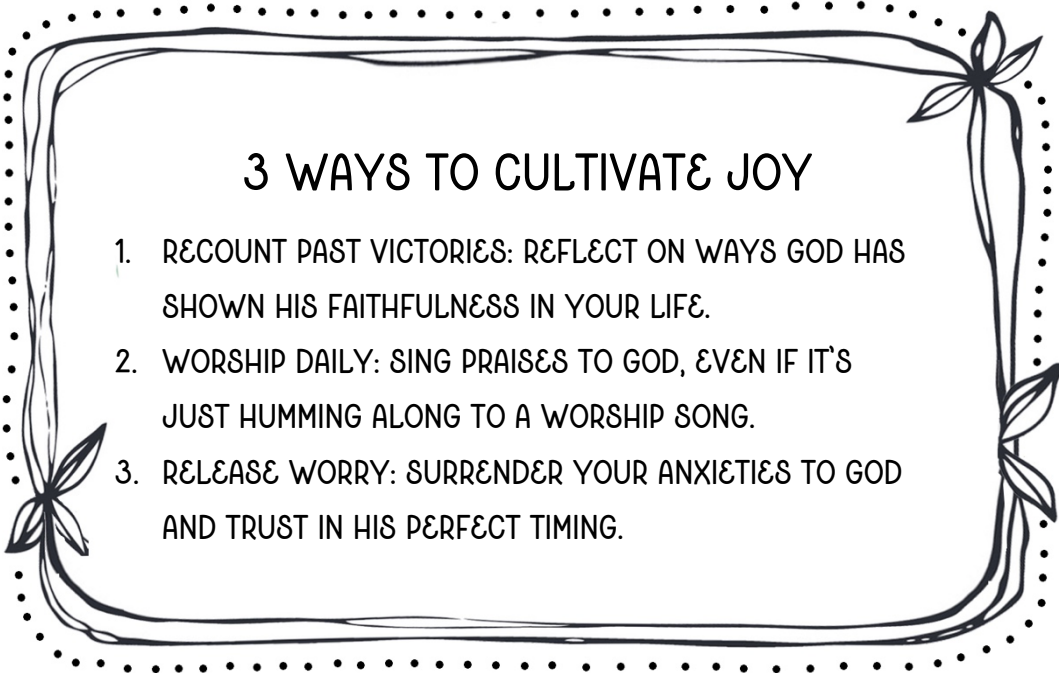 3 WAYS TO CULTIVATE JOY
1. RECOUNT PAST VICTORIES: REFLECT ON WAYS GOD HAS
SHOWN HIS FAITHFULNESS IN YOUR LIFE.
2. WORSHIP DAILY: SING PRAISES TO GOD, EVEN IF IT'S
JUST HUMMING ALONG TO A WORSHIP SONG.
3. RELEASE WORRY: SURRENDER YOUR ANXIETIES TO GOD
AND TRUST IN HIS PERFECT TIMING.